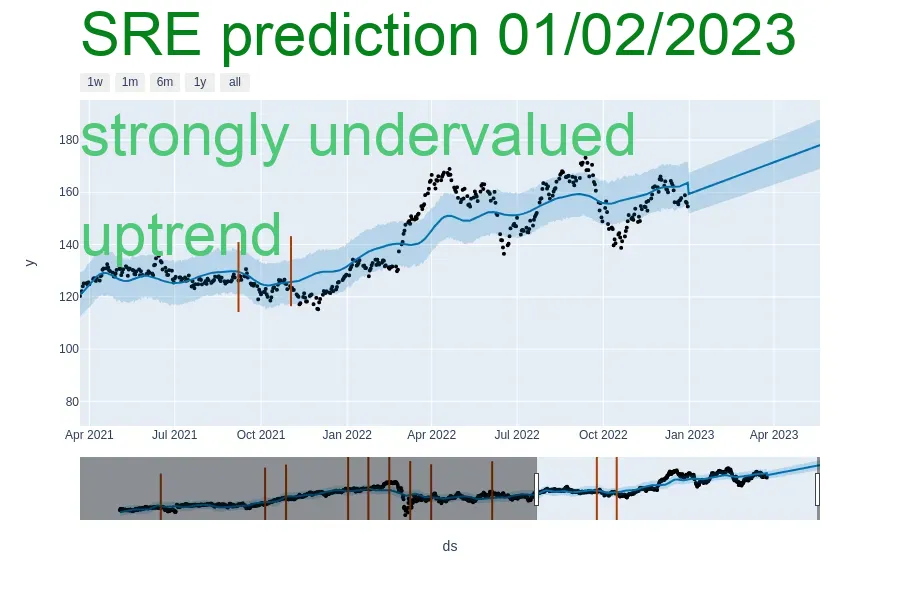 SRE prediction 01/02/2023
1w 1m 6m 1y all
strongly undervalued
uptrend
180
160
140
120
100
80
y
Apr 2021 Jul 2021 Oct 2021 Jan 2022 Apr 2022 Jul 2022 Oct 2022 Jan 2023 Apr 2023
ds